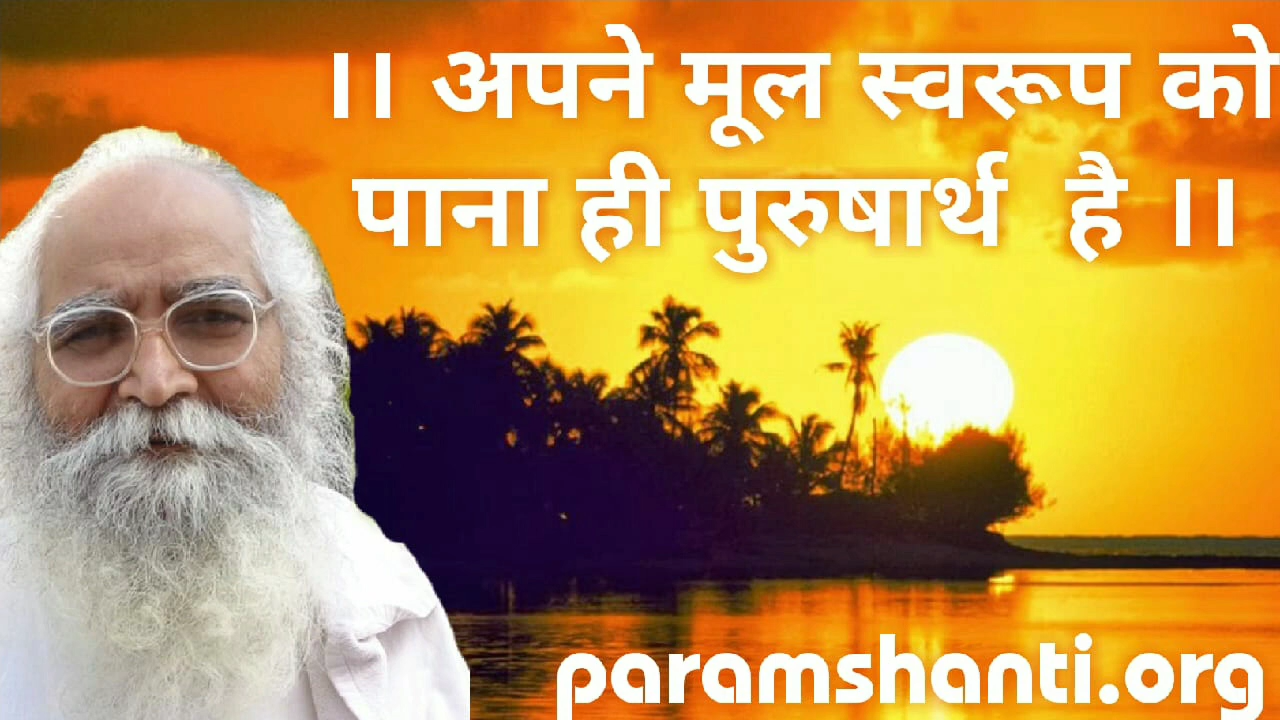 ।। अपने मूल स्वरूप को
पाना ही पुरुषार्थ है ।।
paramshanti.org